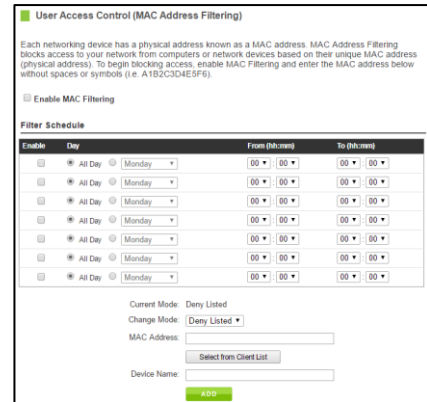 User Access Control (MAC Address Filtering)
Each networking device has a physical address known as a MAC address. MAC Address Filtering
blocks access to your network from computers or network devices based on their unique MAC address
(physical address). To begin blocking access, enable MAC Filtering and enter the MAC address below
without spaces or symbols (i.e. A1B2C3D4E5F6).
Enable MAC Filtering
Filter Schedule
Enable Day From (hh:mm) To (hh:mm)
All Day Monday 00 : 00 00 : 00
All Day Monday 00 : 00 00 : 00
All Day Monday 00 : 00 00 : 00
All Day Monday 00 : 00 00 : 00
All Day Monday 00 : 00 00 : 00
All Day Monday 00 : 00 00 : 00
All Day Monday 00 : 00 00 : 00
Current Mode: Deny Listed
Change Mode: Deny Listed
MAC Address:
Select from Client List
Device Name:
ADD